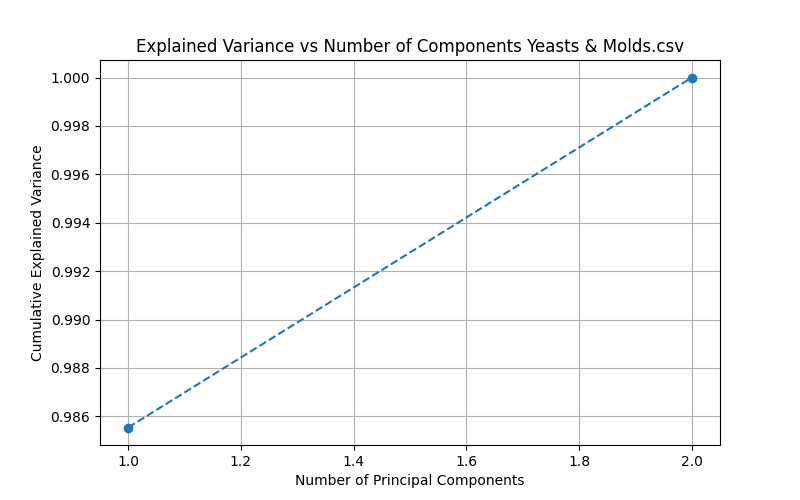 Explained Variance vs Number of Components Yeasts & Molds.csv
1.000
0.998
0.996
0.994
0.992
0.990
0.988
0.986
Cumulative Explained Variance
1.0 1.2 1.4 1.6 1.8 2.0
Number of Principal Components